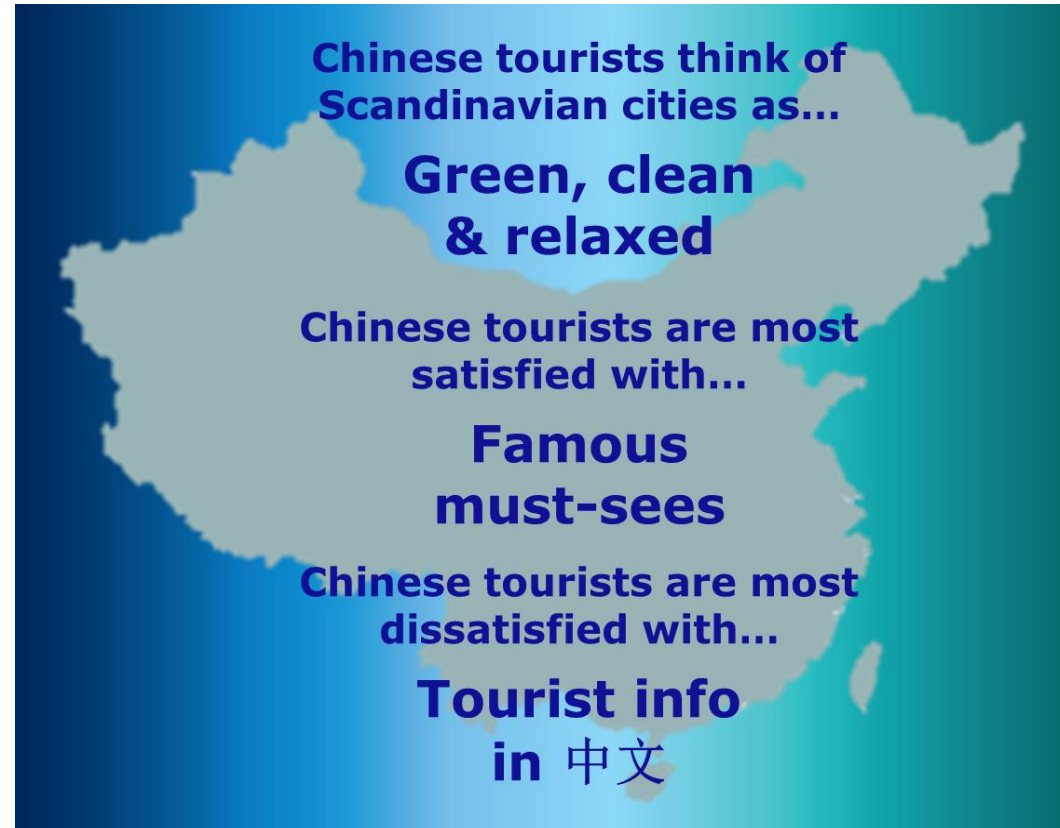 Chinese tourists think of
Scandinavian cities as...
Green, clean
& relaxed
Chinese tourists are most
satisfied with...
Famous
must-sees
Chinese tourists are most
dissatisfied with...
Tourist info
in 中文